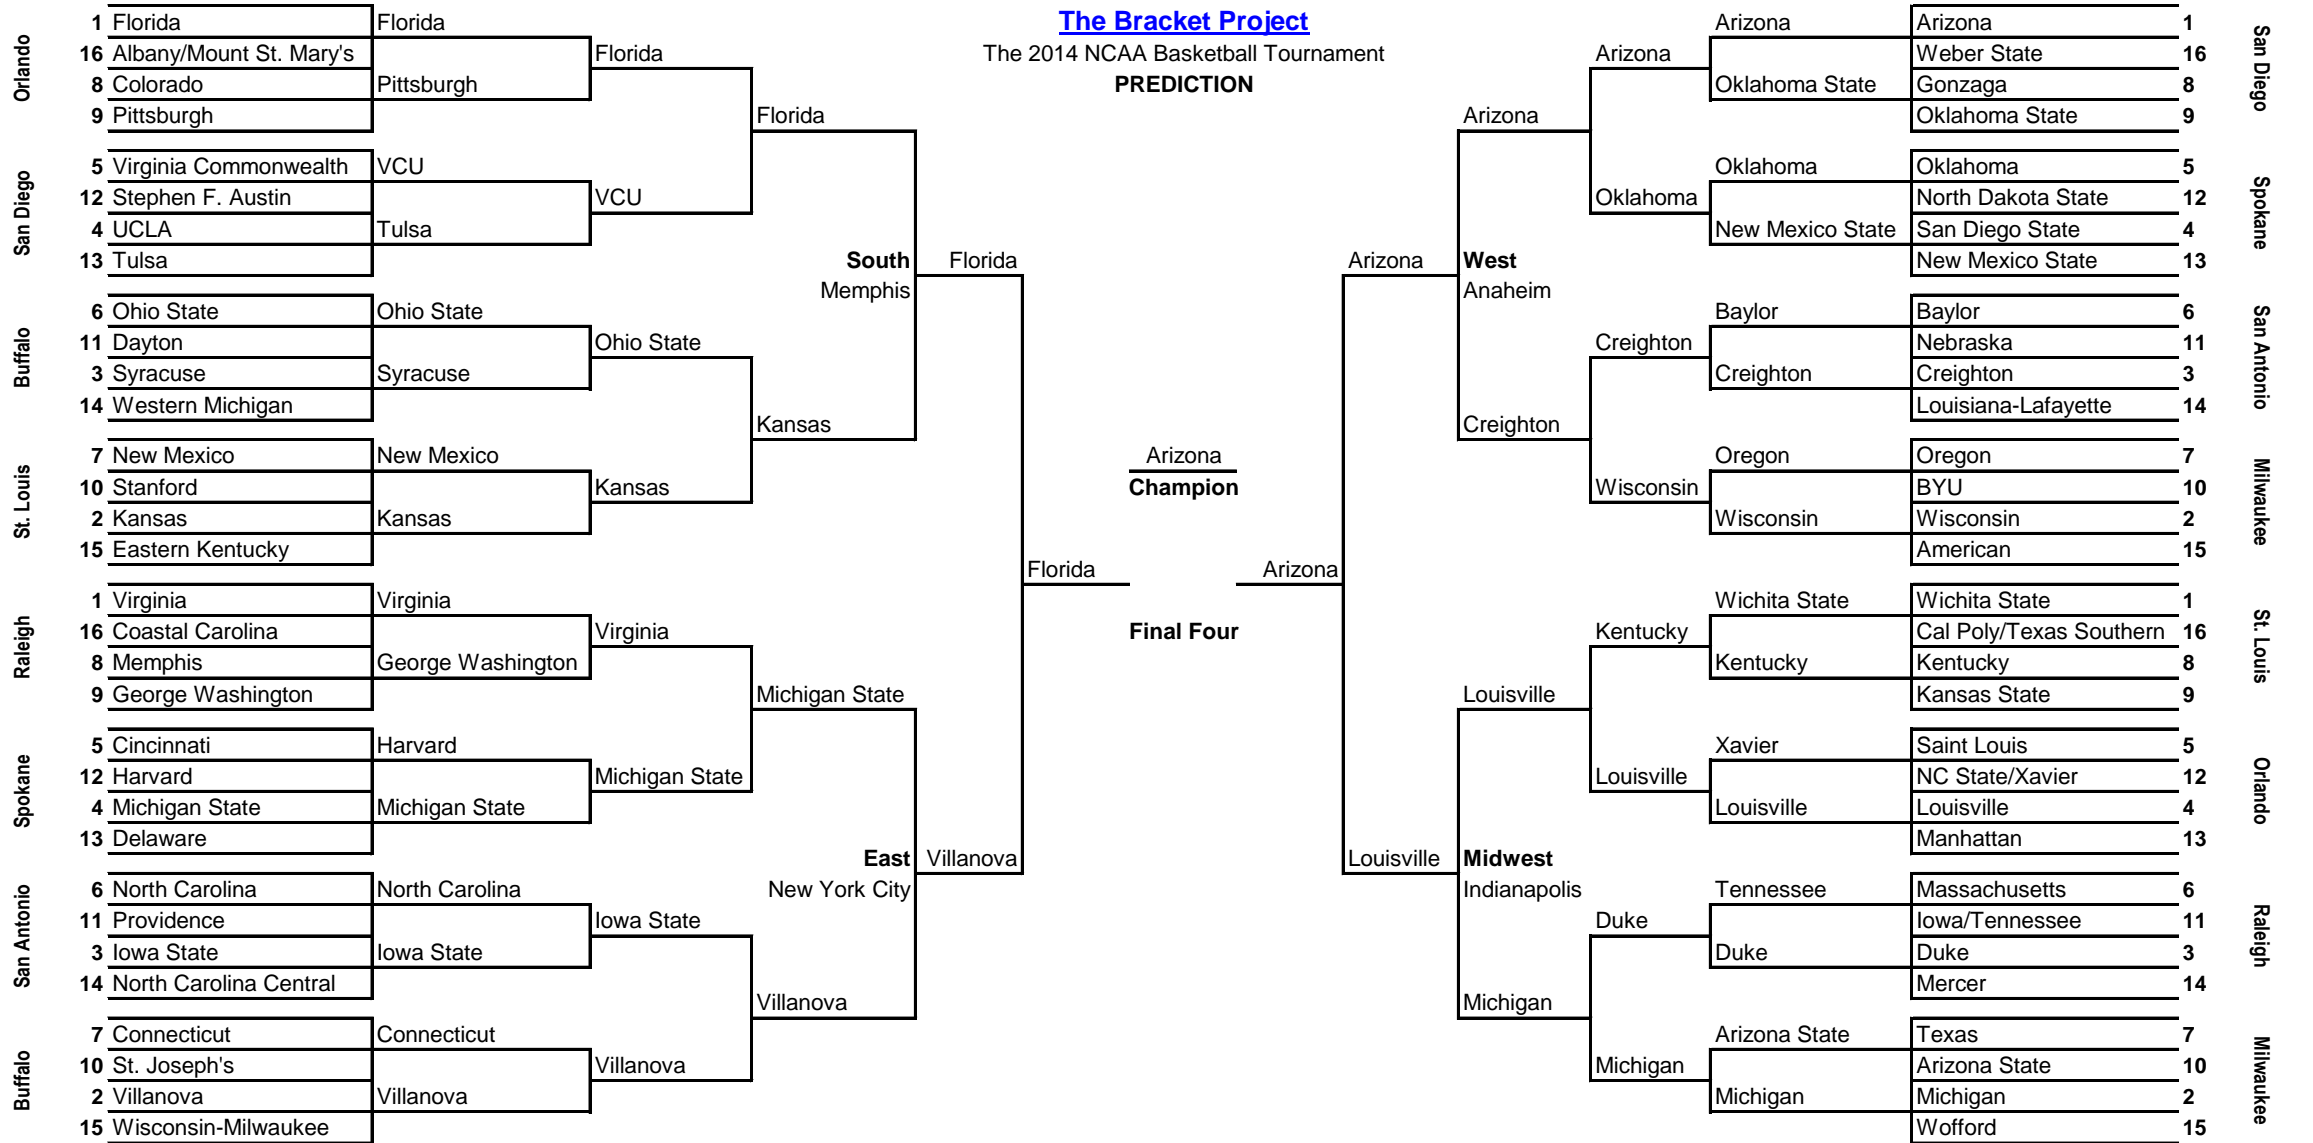 The Bracket Project
The 2014 NCAA Basketball Tournament
PREDICTION
Orlando
1 Florida
16 Albany/Mount St. Mary's
8 Colorado
9 Pittsburgh
Florida
Pittsburgh
Florida
San Diego
5 Virginia Commonwealth
12 Stephen F. Austin
4 UCLA
13 Tulsa
VCU
Tulsa
VCU
Florida
Buffalo
6 Ohio State
11 Dayton
3 Syracuse
14 Western Michigan
Ohio State
Syracuse
Ohio State
St. Louis
7 New Mexico
10 Stanford
2 Kansas
15 Eastern Kentucky
New Mexico
Kansas
Kansas
Kansas
South
Memphis
Florida
Raleigh
1 Virginia
16 Coastal Carolina
8 Memphis
9 George Washington
Virginia
George Washington
Virginia
Spokane
5 Cincinnati
12 Harvard
4 Michigan State
13 Delaware
Harvard
Michigan State
Michigan State
Michigan State
San Antonio
6 North Carolina
11 Providence
3 Iowa State
14 North Carolina Central
North Carolina
Iowa State
Iowa State
Buffalo
7 Connecticut
10 St. Joseph's
2 Villanova
15 Wisconsin-Milwaukee
Connecticut
Villanova
Villanova
Villanova
East
New York City
Villanova
Florida
Arizona
Champion
Final Four
Arizona
Arizona
West
Anaheim
Arizona
Arizona
Arizona
Oklahoma State
Arizona 1
Weber State 16
Gonzaga 8
Oklahoma State 9
San Diego
Oklahoma
Oklahoma
New Mexico State
Oklahoma 5
North Dakota State 12
San Diego State 4
New Mexico State 13
Spokane
Creighton
Creighton
Baylor
Creighton
Baylor 6
Nebraska 11
Creighton 3
Louisiana-Lafayette 14
San Antonio
Wisconsin
Oregon
Wisconsin
Oregon 7
BYU 10
Wisconsin 2
American 15
Milwaukee
Louisville
Midwest
Indianapolis
Louisville
Kentucky
Wichita State
Kentucky
Wichita State 1
Cal Poly/Texas Southern 16
Kentucky 8
Kansas State 9
St. Louis
Louisville
Xavier
Louisville
Saint Louis 5
NC State/Xavier 12
Louisville 4
Manhattan 13
Orlando
Michigan
Duke
Tennessee
Duke
Massachusetts 6
Iowa/Tennessee 11
Duke 3
Mercer 14
Raleigh
Michigan
Arizona State
Michigan
Texas 7
Arizona State 10
Michigan 2
Wofford 15
Milwaukee